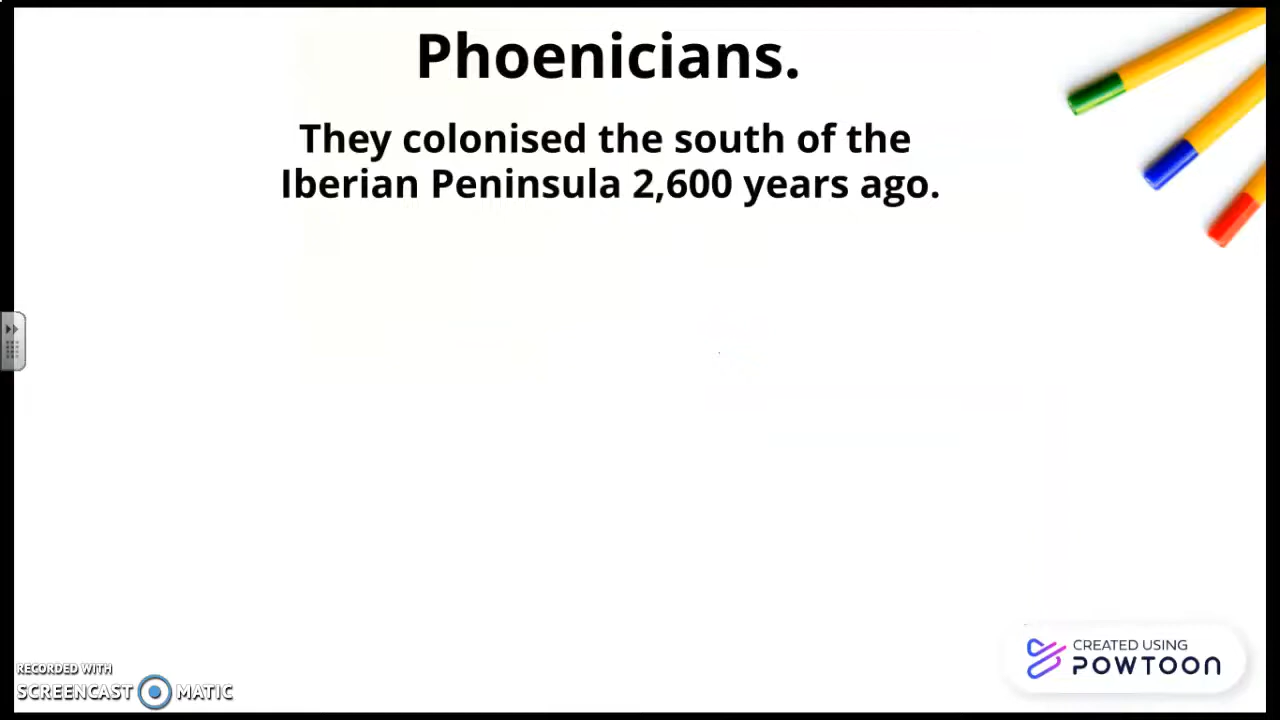 Phoenicians.
They colonised the south of the
Iberian Peninsula 2,600 years ago.
CREATED USING
POWTOON
RECORDED WITH
SCREENCAST MATIC